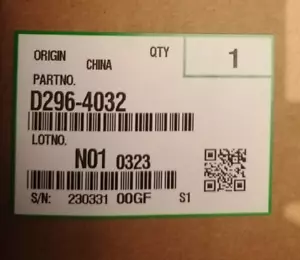 ORIGIN CHINA QTY 1
PARTNO.
D296-4032
LOTNO.
N01 0323
S/N: 230331 00GF S1